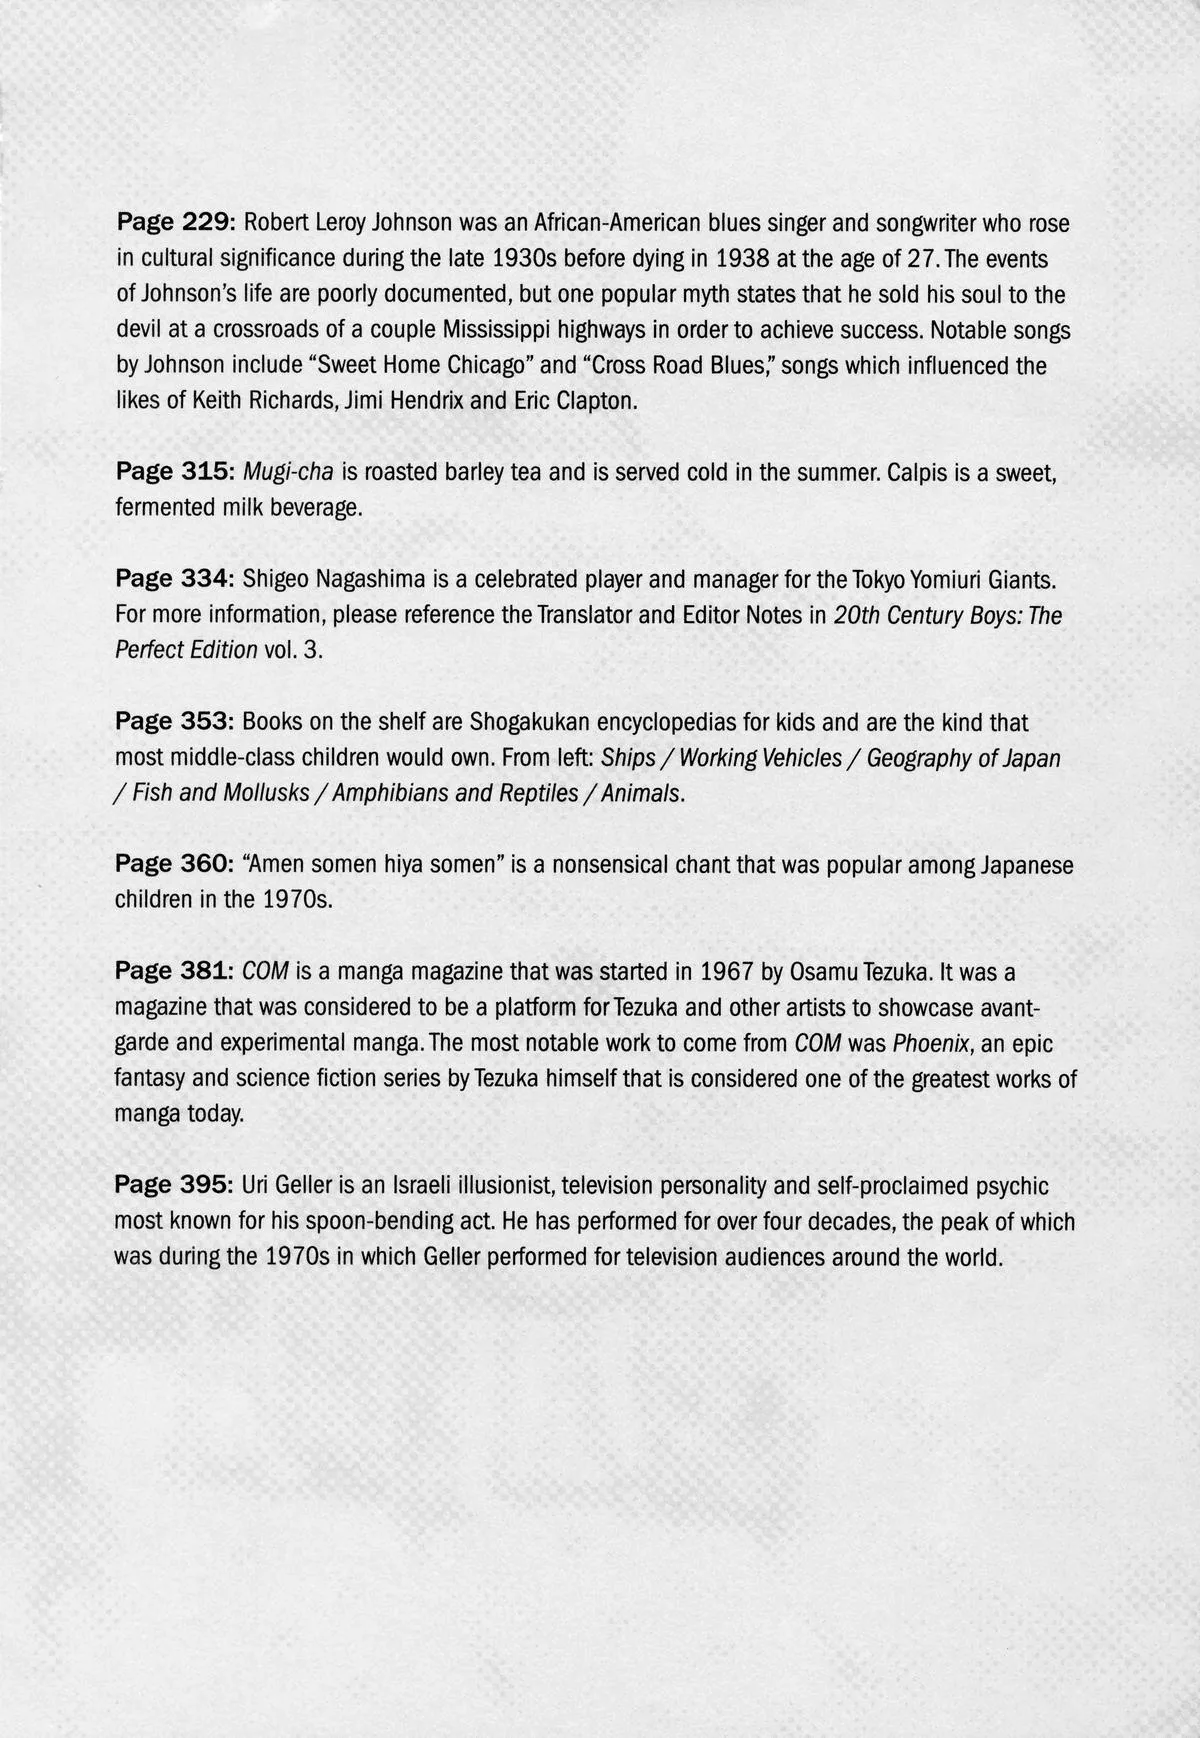 Page 229: Robert Leroy Johnson was an African-American blues singer and songwriter who rose
in cultural significance during the late 1930s before dying in 1938 at the age of 27. The events
of Johnson’s life are poorly documented, but one popular myth states that he sold his soul to the
devil at a crossroads of a couple Mississippi highways in order to achieve success. Notable songs
by Johnson include “Sweet Home Chicago” and “Cross Road Blues,” songs which influenced the
likes of Keith Richards, Jimi Hendrix and Eric Clapton.
Page 315: Mugi-cha is roasted barley tea and is served cold in the summer. Calpis is a sweet,
fermented milk beverage.
Page 334: Shigeo Nagashima is a celebrated player and manager for the Tokyo Yomiuri Giants.
For more information, please reference the Translator and Editor Notes in 20th Century Boys: The
Perfect Edition vol. 3.
Page 353: Books on the shelf are Shogakukan encyclopedias for kids and are the kind that
most middle-class children would own. From left: Ships / Working Vehicles / Geography of Japan
/ Fish and Mollusks / Amphibians and Reptiles / Animals.
Page 360: “Amen somen hiya somen” is a nonsensical chant that was popular among Japanese
children in the 1970s.
Page 381: COM is a manga magazine that was started in 1967 by Osamu Tezuka. It was a
magazine that was considered to be a platform for Tezuka and other artists to showcase avant-
garde and experimental manga. The most notable work to come from COM was Phoenix, an epic
fantasy and science fiction series by Tezuka himself that is considered one of the greatest works of
manga today.
Page 395: Uri Geller is an Israeli illusionist, television personality and self-proclaimed psychic
most known for his spoon-bending act. He has performed for over four decades, the peak of which
was during the 1970s in which Geller performed for television audiences around the world.